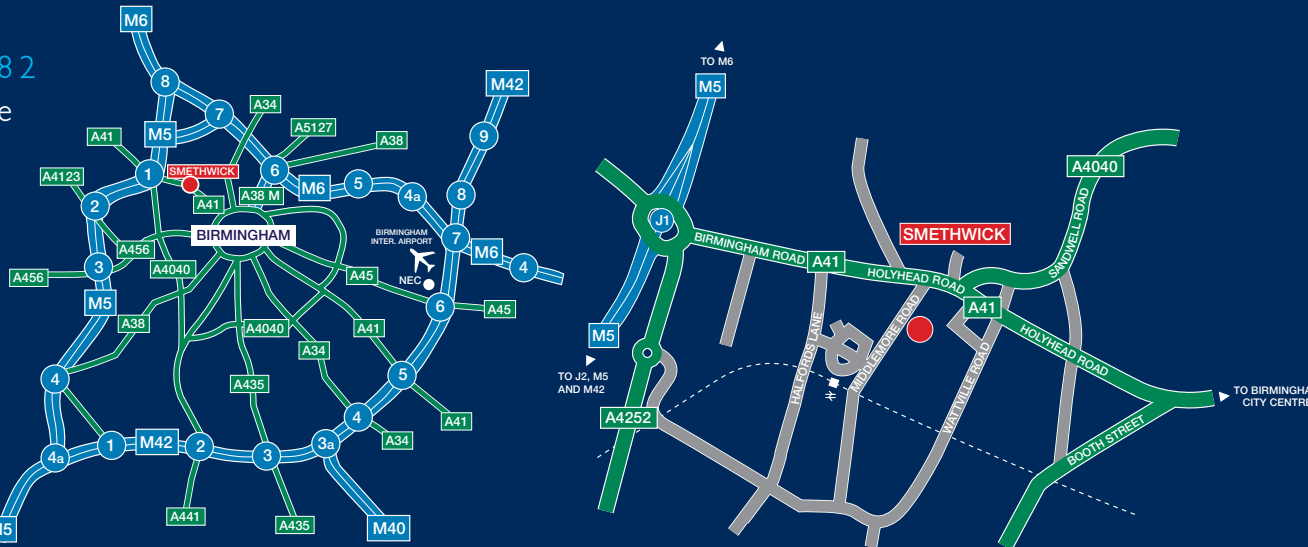 M6
8 2
e
8
7
M42
A34
A5127
A38
9
A41
M5
6
SMETHWICK
1
A4123
M6
5
4a
8
A38 M
A41
2
BIRMINGHAM
BIRMINGHAM
INTER. AIRPORT
7
M6
A456
4
3
A4040
A45
NEC
A456
M5
6
A45
A38
A4040
A41
A34
4
A435
5
4
A41
1
M42
2
3a
A34
4a
3
A441
A435
M40
TO M6
M5
A4040
J1
SMETHWICK
SANDWELL ROAD
BIRMINGHAM ROAD
A41
HOLYHEAD ROAD
A41
M5
HALFORDS LANE
MIDDLEMORE ROAD
WATTVILLE ROAD
HOLYHEAD ROAD
TO J2, M5
AND M42
TO BIRMINGHA
CITY CENTRE
A4252
BOOTH STREET